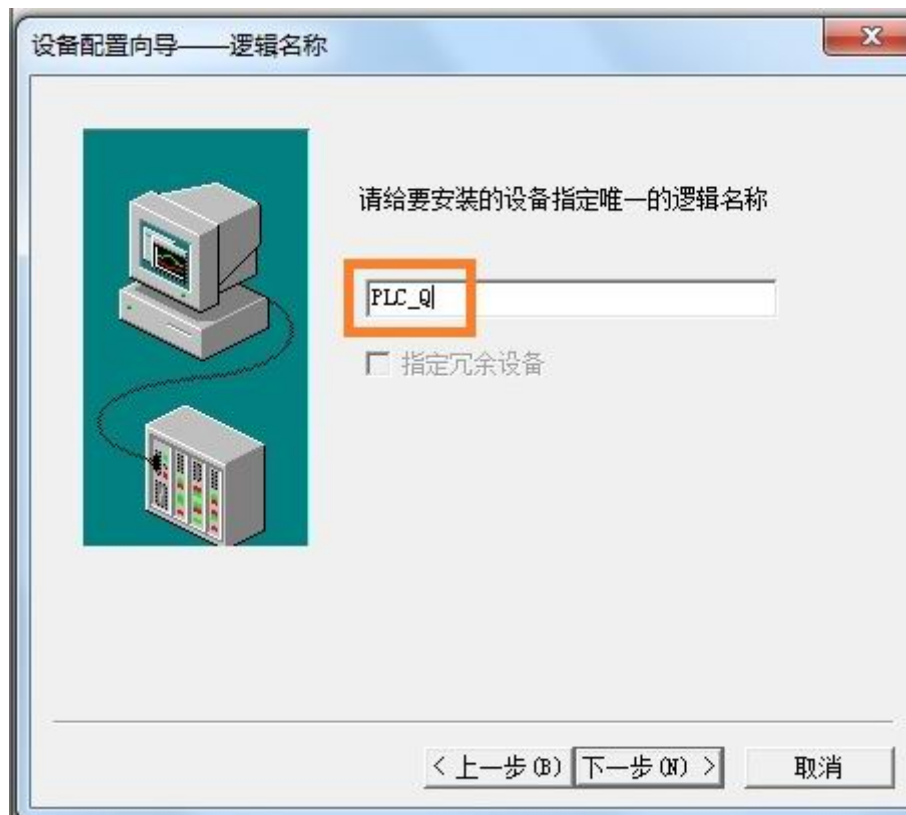 设备配置向导——逻辑名称
请给要安装的设备指定唯一的逻辑名称
PLC_Q
指定冗余设备
<上一步(B) 下一步(N)> 取消